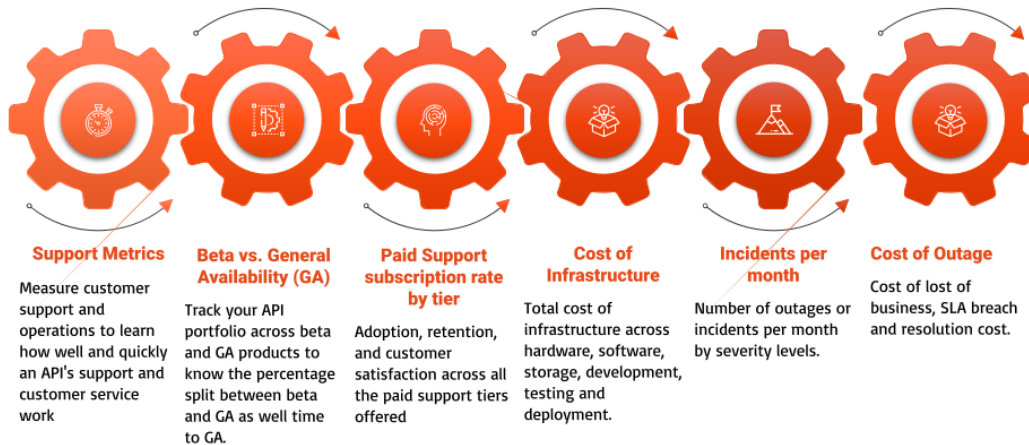 Support Metrics
Measure customer
support and
operations to learn
how well and quickly
an API's support and
customer service
work
Beta vs. General
Availability (GA)
Track your API
portfolio across beta
and GA products to
know the percentage
split between beta
and GA as well time
to GA.
Paid Support
subscription rate
by tier
Adoption, retention,
and customer
satisfaction across all
the paid support tiers
offered
Cost of
Infrastructure
Total cost of
infrastructure across
hardware, software,
storage, development,
testing and
deployment.
Incidents per
month
Number of outages or
incidents per month
by severity levels.
Cost of Outage
Cost of lost of
business, SLA breach
and resolution cost.